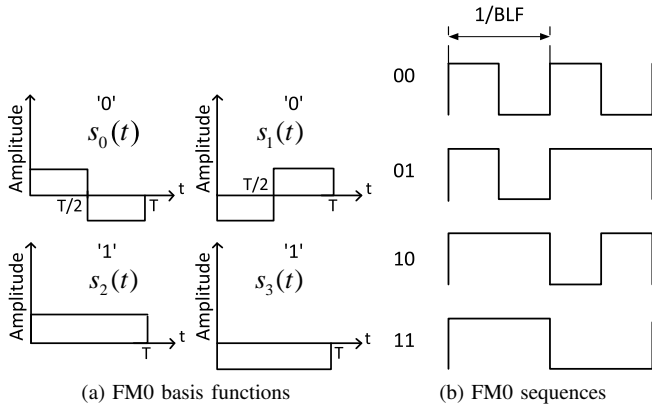 1/BLF
'0'
s₀(t)
Amplitude
T/2
T
t
'0'
s₁(t)
Amplitude
T/2
T
t
'1'
s₂(t)
Amplitude
T
t
'1'
s₃(t)
Amplitude
T
t
(a) FM0 basis functions
00
01
10
11
(b) FM0 sequences